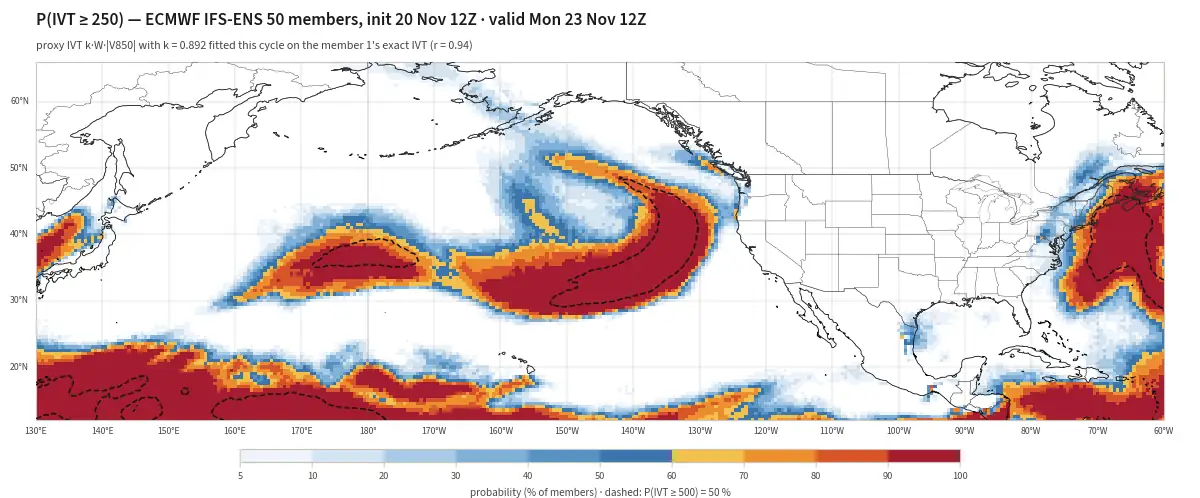 P(IVT ≥ 250) — ECMWF IFS-ENS 50 members, init 20 Nov 12Z · valid Mon 23 Nov 12Z
proxy IVT k·W·|V850| with k = 0.892 fitted this cycle on the member 1's exact IVT (r = 0.94)
60°N
50°N
40°N
30°N
20°N
130°E 140°E 150°E 160°E 170°E 180° 170°W 160°W 150°W 140°W 130°W 120°W 110°W 100°W 90°W 80°W 70°W 60°W
5 10 20 30 40 50 60 70 80 90 100
probability (% of members) · dashed: P(IVT ≥ 500) = 50 %